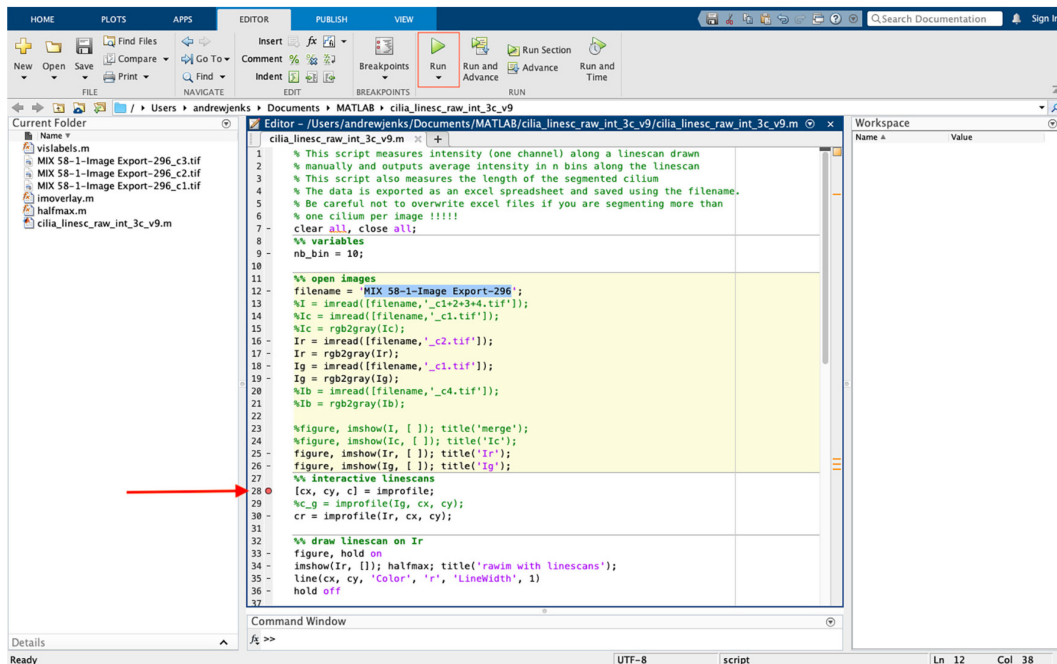 HOME PLOTS APPS EDITOR PUBLISH VIEW Search Documentation Sign In
New Open Save Find Files Compare Print Go To Find Insert fx Comment Indent Breakpoints Run Run and Advance Run Section Advance Run and Time
FILE NAVIGATE EDIT BREAKPOINTS RUN
/ Users andrewjenks Documents MATLAB cilia_linesc_raw_int_3c_v9
Current Folder
Name
vislabels.m
MIX 58-1-Image Export-296_c3.tif
MIX 58-1-Image Export-296_c2.tif
MIX 58-1-Image Export-296_c1.tif
imoverlay.m
halfmax.m
cilia_linesc_raw_int_3c_v9.m
Details
Editor - /Users/andrewjenks/Documents/MATLAB/cilia_linesc_raw_int_3c_v9/cilia_linesc_raw_int_3c_v9.m
cilia_linesc_raw_int_3c_v9.m × +
1 % This script measures intensity (one channel) along a linescan drawn
2 % manually and outputs average intensity in n bins along the linescan
3 % This script also measures the length of the segmented cilium
4 % The data is exported as an excel spreadsheet and saved using the filename.
5 % Be careful not to overwrite excel files if you are segmenting more than
6 % one cilium per image !!!!!
7 - clear all, close all;
8 %% variables
9 - nb_bin = 10;
10
11 %% open images
12 - filename = 'MIX 58-1-Image Export-296';
13 %I = imread([filename,'_c1+2+3+4.tif']);
14 %Ic = imread([filename,'_c1.tif']);
15 %Ic = rgb2gray(Ic);
16 - Ir = imread([filename,'_c2.tif']);
17 - Ir = rgb2gray(Ir);
18 - Ig = imread([filename,'_c1.tif']);
19 - Ig = rgb2gray(Ig);
20 %Ib = imread([filename,'_c4.tif']);
21 %Ib = rgb2gray(Ib);
22
23 %figure, imshow(I, [ ]); title('merge');
24 %figure, imshow(Ic, [ ]); title('Ic');
25 - figure, imshow(Ir, [ ]); title('Ir');
26 - figure, imshow(Ig, [ ]); title('Ig');
27 %% interactive linescans
28 [cx, cy, c] = improfile;
29 %c_g = improfile(Ig, cx, cy);
30 - cr = improfile(Ir, cx, cy);
31
32 %% draw linescan on Ir
33 - figure, hold on
34 - imshow(Ir, []); halfmax; title('rawim with linescans');
35 - line(cx, cy, 'Color', 'r', 'LineWidth', 1)
36 - hold off
37
Command Window
fx >>
Workspace
Name Value
Ready UTF-8 script Ln 12 Col 38